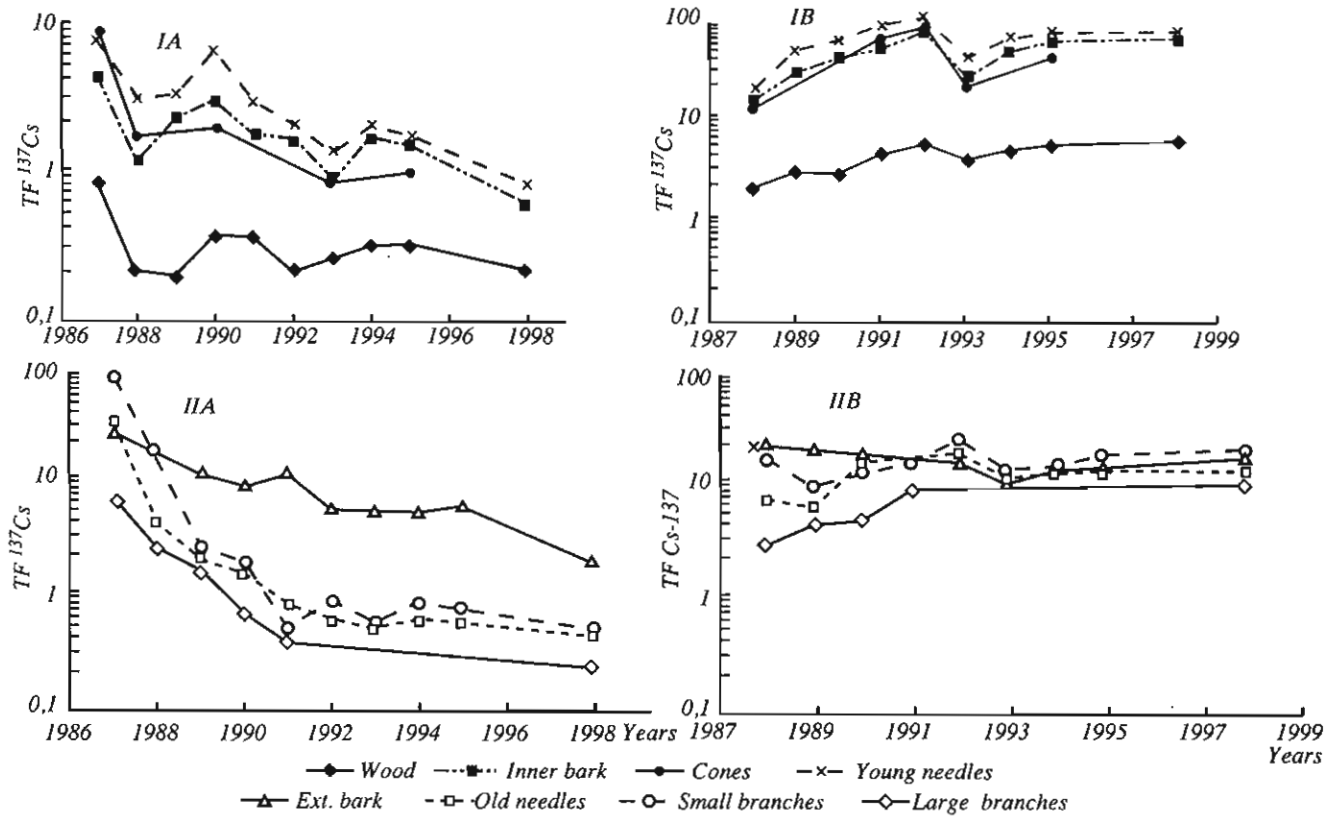 IA
TF ¹³⁷Cs
10
1
0,1
1986 1988 1990 1992 1994 1996 1998
IB
TF ¹³⁷Cs
100
10
1
0,1
1987 1989 1991 1993 1995 1997 1999
IIA
TF ¹³⁷Cs
100
10
1
0,1
1986 1988 1990 1992 1994 1996 1998 Years
IIB
TF Cs-137
100
10
1
0,1
1987 1989 1991 1993 1995 1997 1999
Years
Wood Inner bark Cones Young needles
Ext. bark Old needles Small branches Large branches